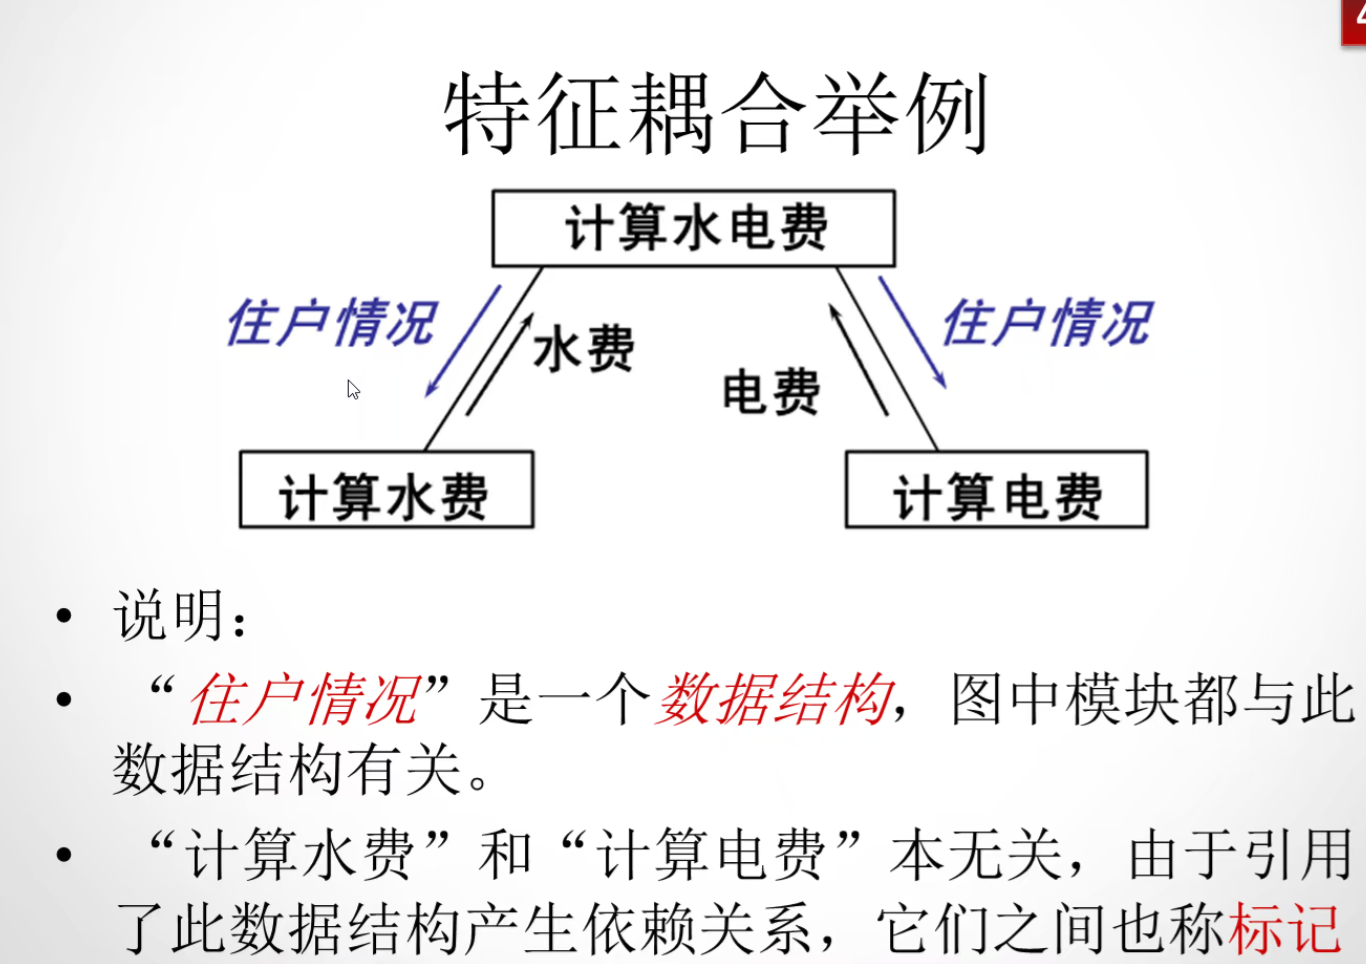 特征耦合举例
计算水电费
住户情况
水费
电费
住户情况
计算水费
计算电费
• 说明：
• “住户情况”是一个数据结构，图中模块都与此
数据结构有关。
• “计算水费”和“计算电费”本无关，由于引用
了此数据结构产生依赖关系，它们之间也称标记